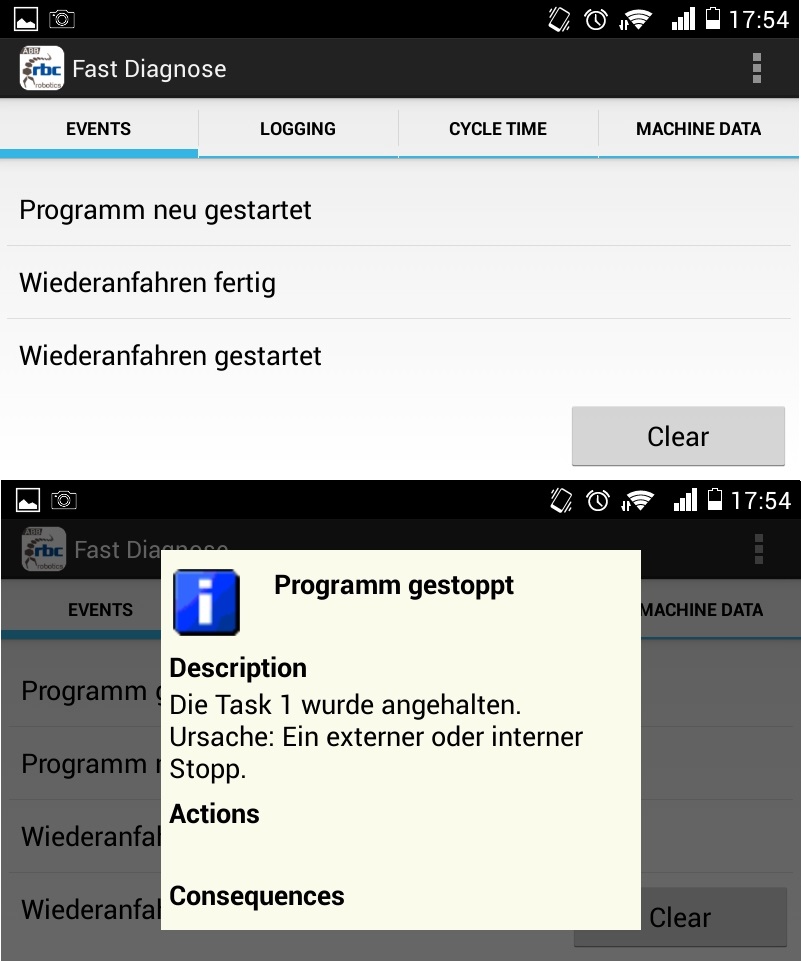 17:54
ABB
rbc
robotics
Fast Diagnose
EVENTS LOGGING CYCLE TIME MACHINE DATA
Programm neu gestartet
Wiederanfahren fertig
Wiederanfahren gestartet
Clear
17:54
ABB
rbc
robotics
Fast Diagnose
EVENTS MACHINE DATA
Programm g
Programm n
Wiederanfah
Wiederanfah
Clear
Programm gestoppt
Description
Die Task 1 wurde angehalten.
Ursache: Ein externer oder interner
Stopp.
Actions
Consequences